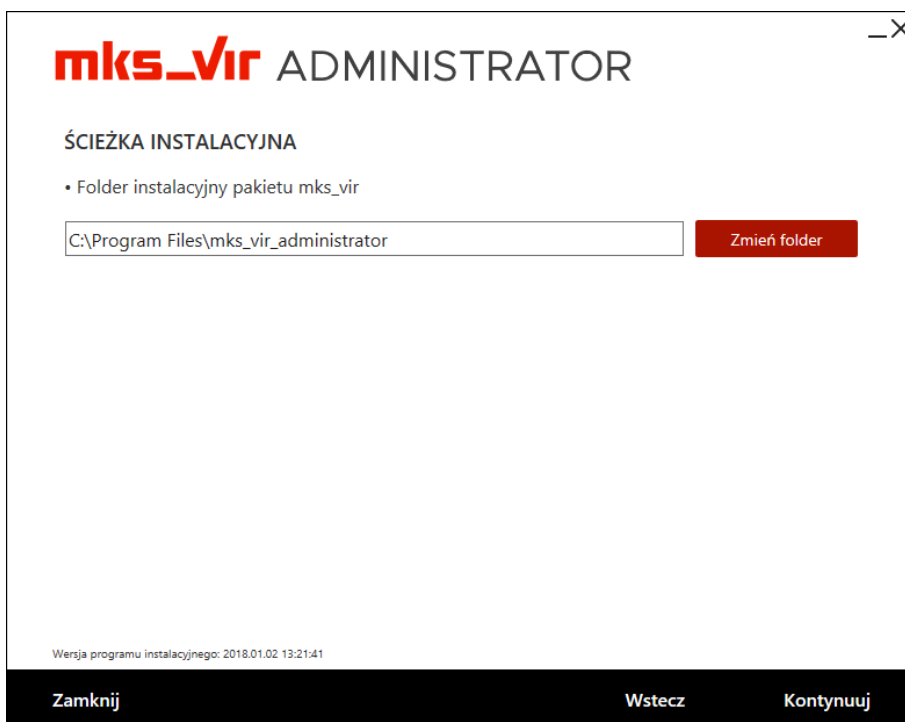 mks_vir ADMINISTRATOR
ŚCIEŻKA INSTALACYJNA
• Folder instalacyjny pakietu mks_vir
C:\Program Files\mks_vir_administrator
Zmień folder
Wersja programu instalacyjnego: 2018.01.02 13:21:41
Zamknij
Wstecz
Kontynuuj